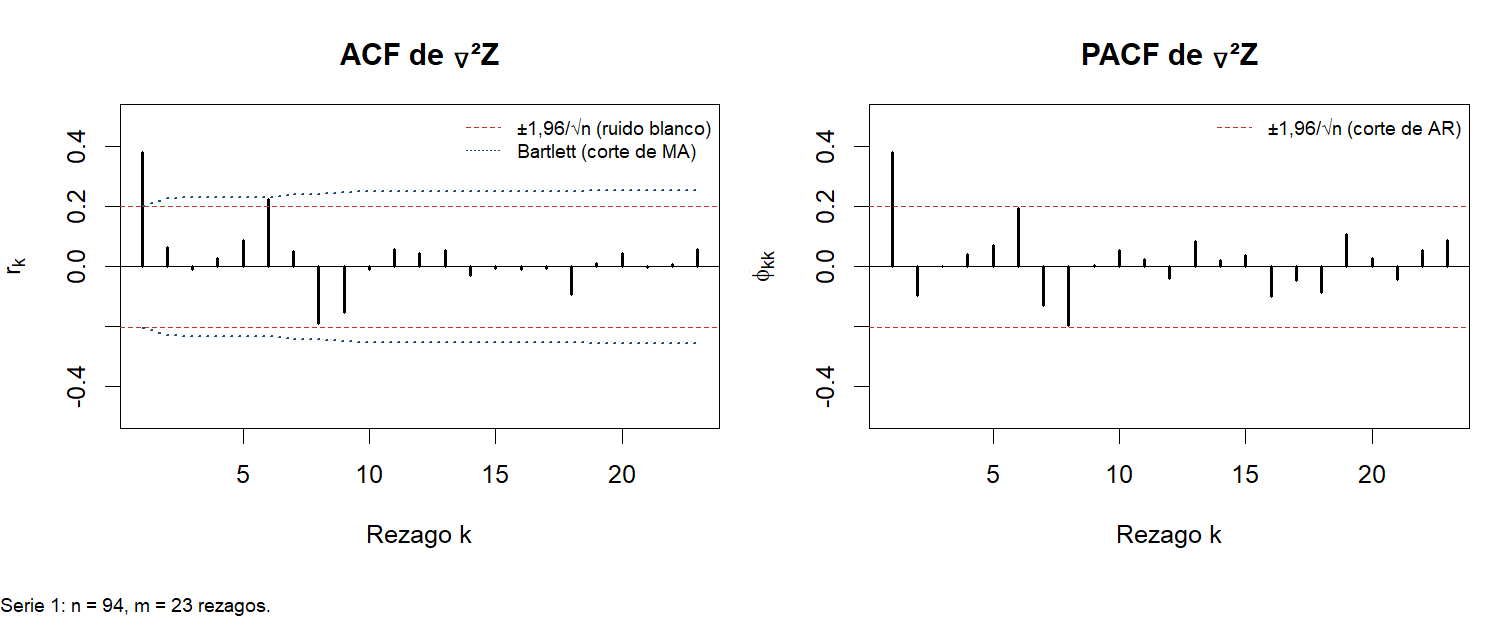 ACF de ∇²Z
±1,96/√n (ruido blanco)
Bartlett (corte de MA)
rk
0.4
0.2
0.0
-0.4
5 10 15 20
Rezago k
PACF de ∇²Z
±1,96/√n (corte de AR)
ϕkk
0.4
0.2
0.0
-0.4
5 10 15 20
Rezago k
Serie 1: n = 94, m = 23 rezagos.